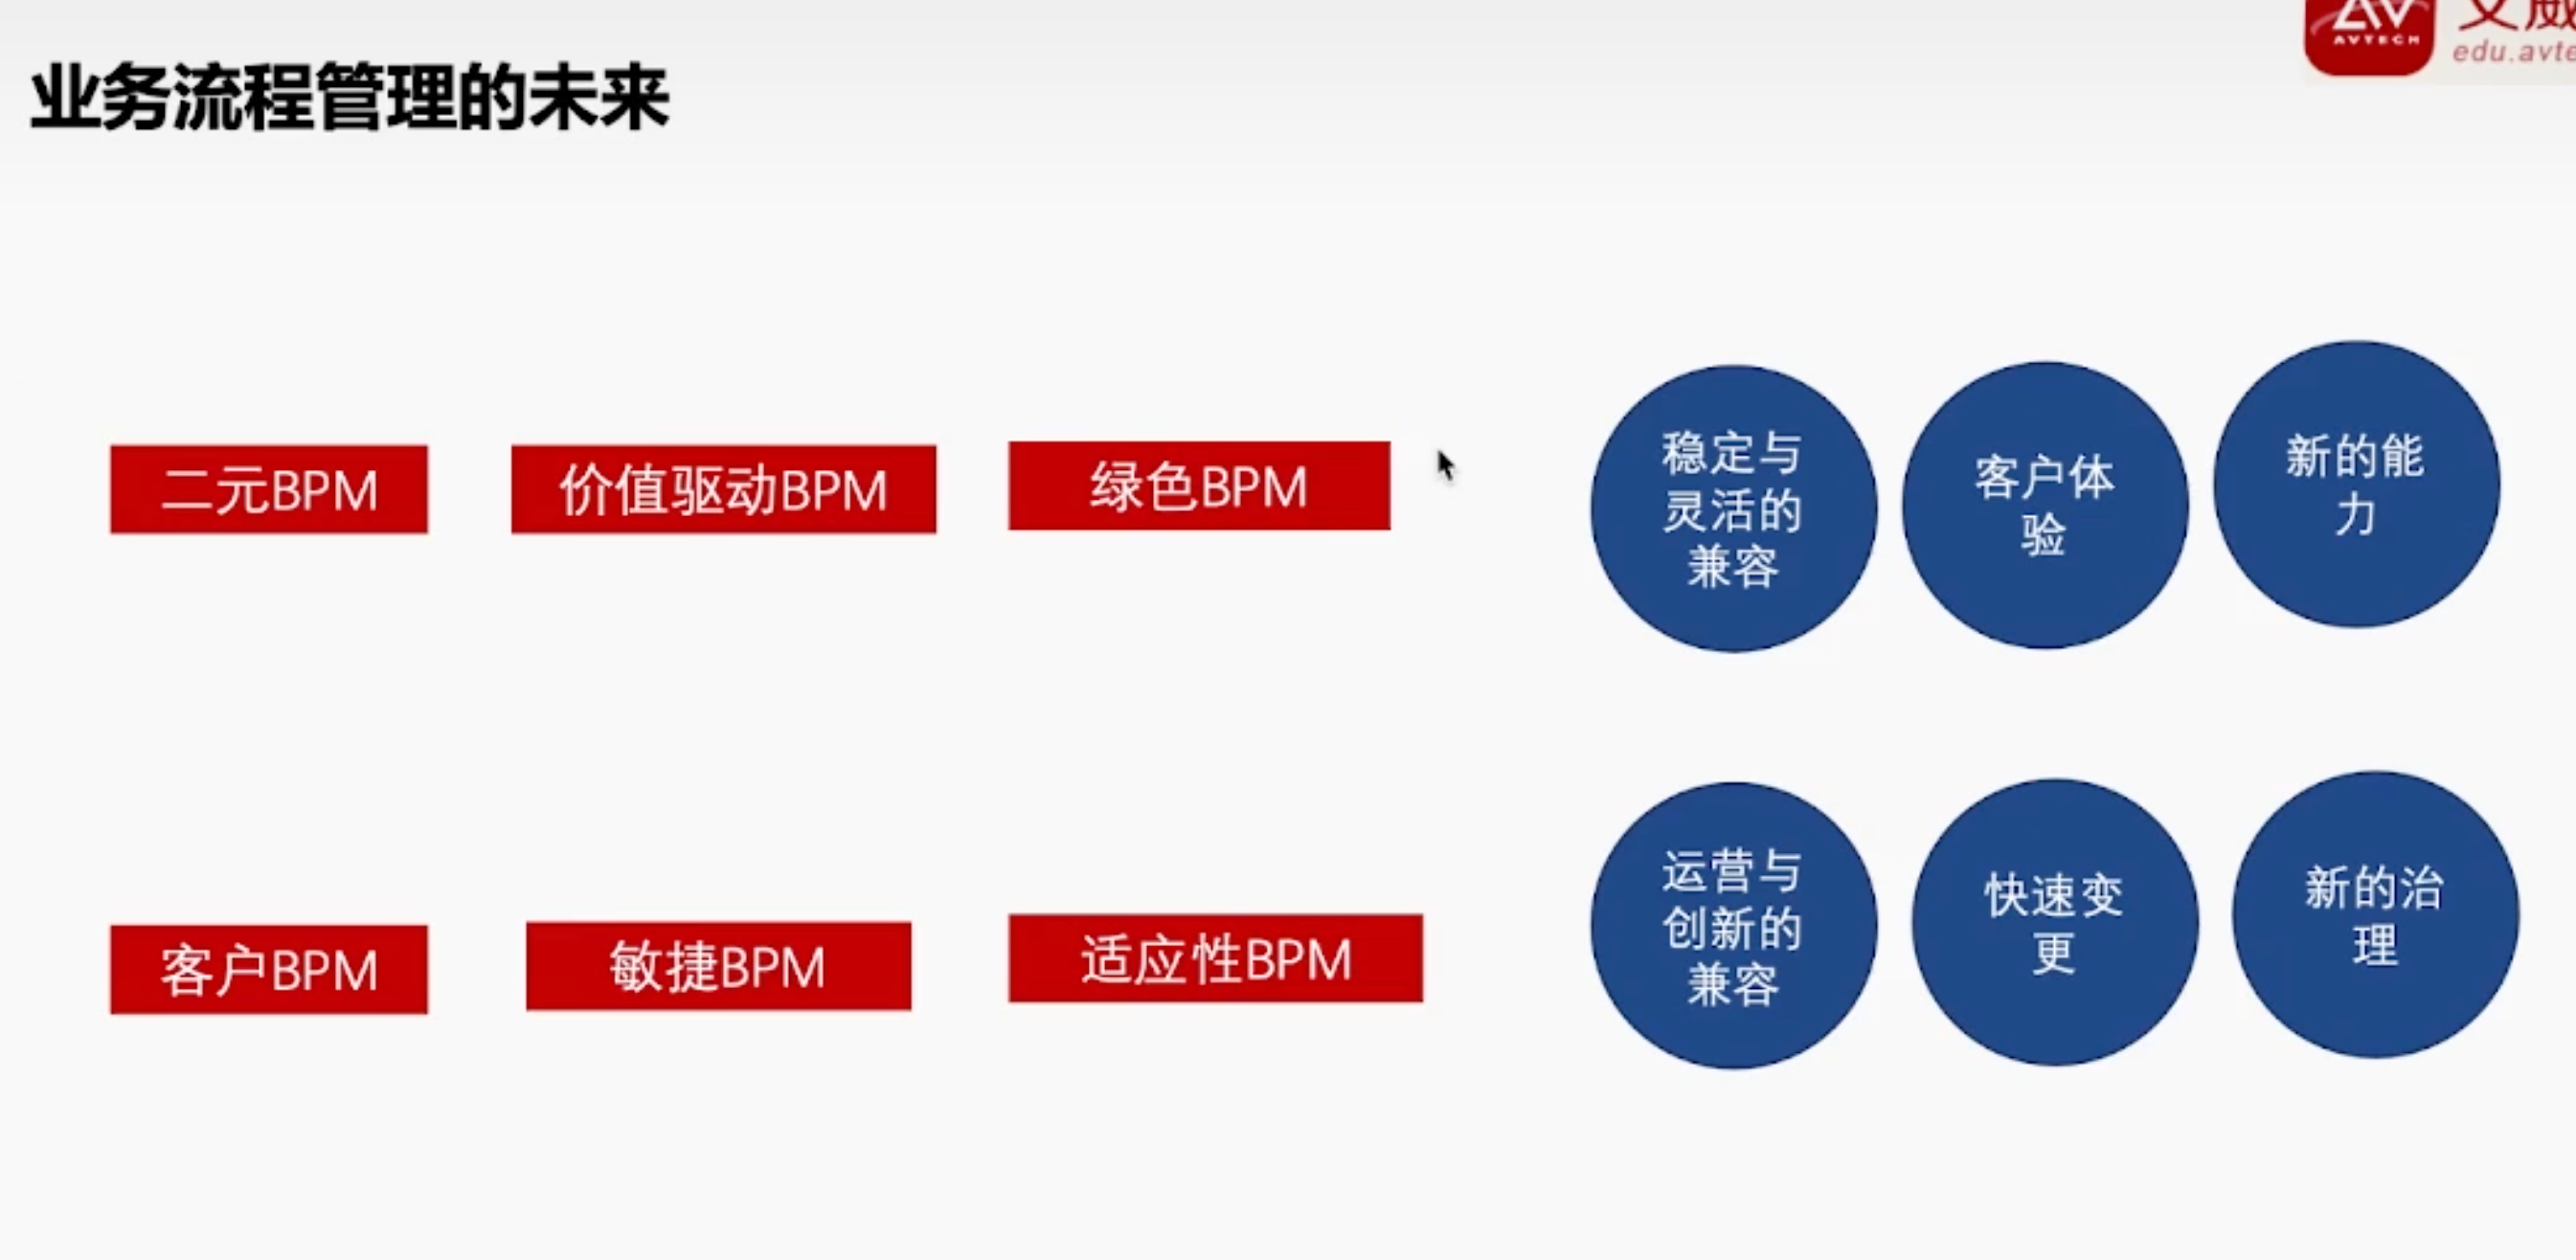 业务流程管理的未来
AVTECH
edu.avte
二元BPM
价值驱动BPM
绿色BPM
客户BPM
敏捷BPM
适应性BPM
稳定与
灵活的
兼容
客户体
验
新的能
力
运营与
创新的
兼容
快速变
更
新的治
理